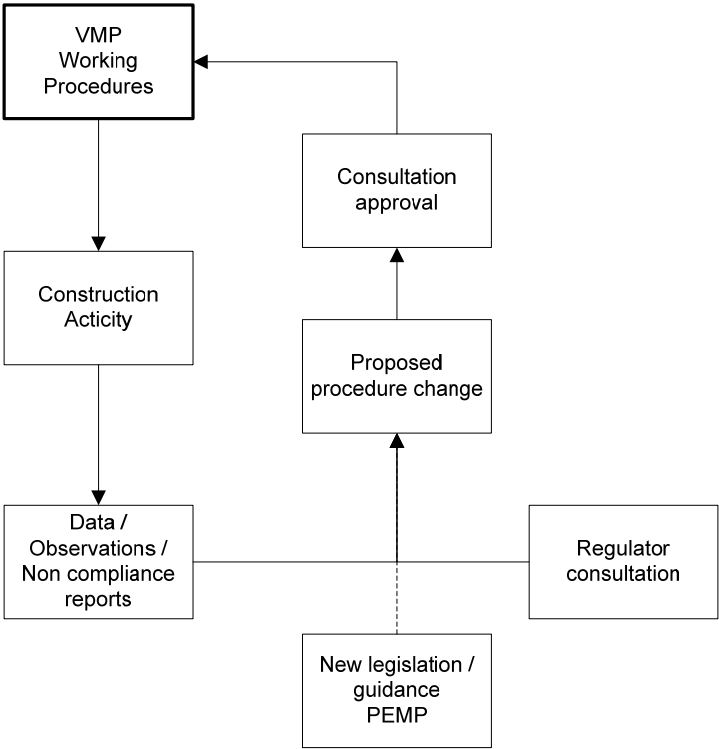 VMP
Working
Procedures
Consultation
approval
Construction
Acticity
Proposed
procedure change
Data /
Observations /
Non compliance
reports
Regulator
consultation
New legislation /
guidance
PEMP